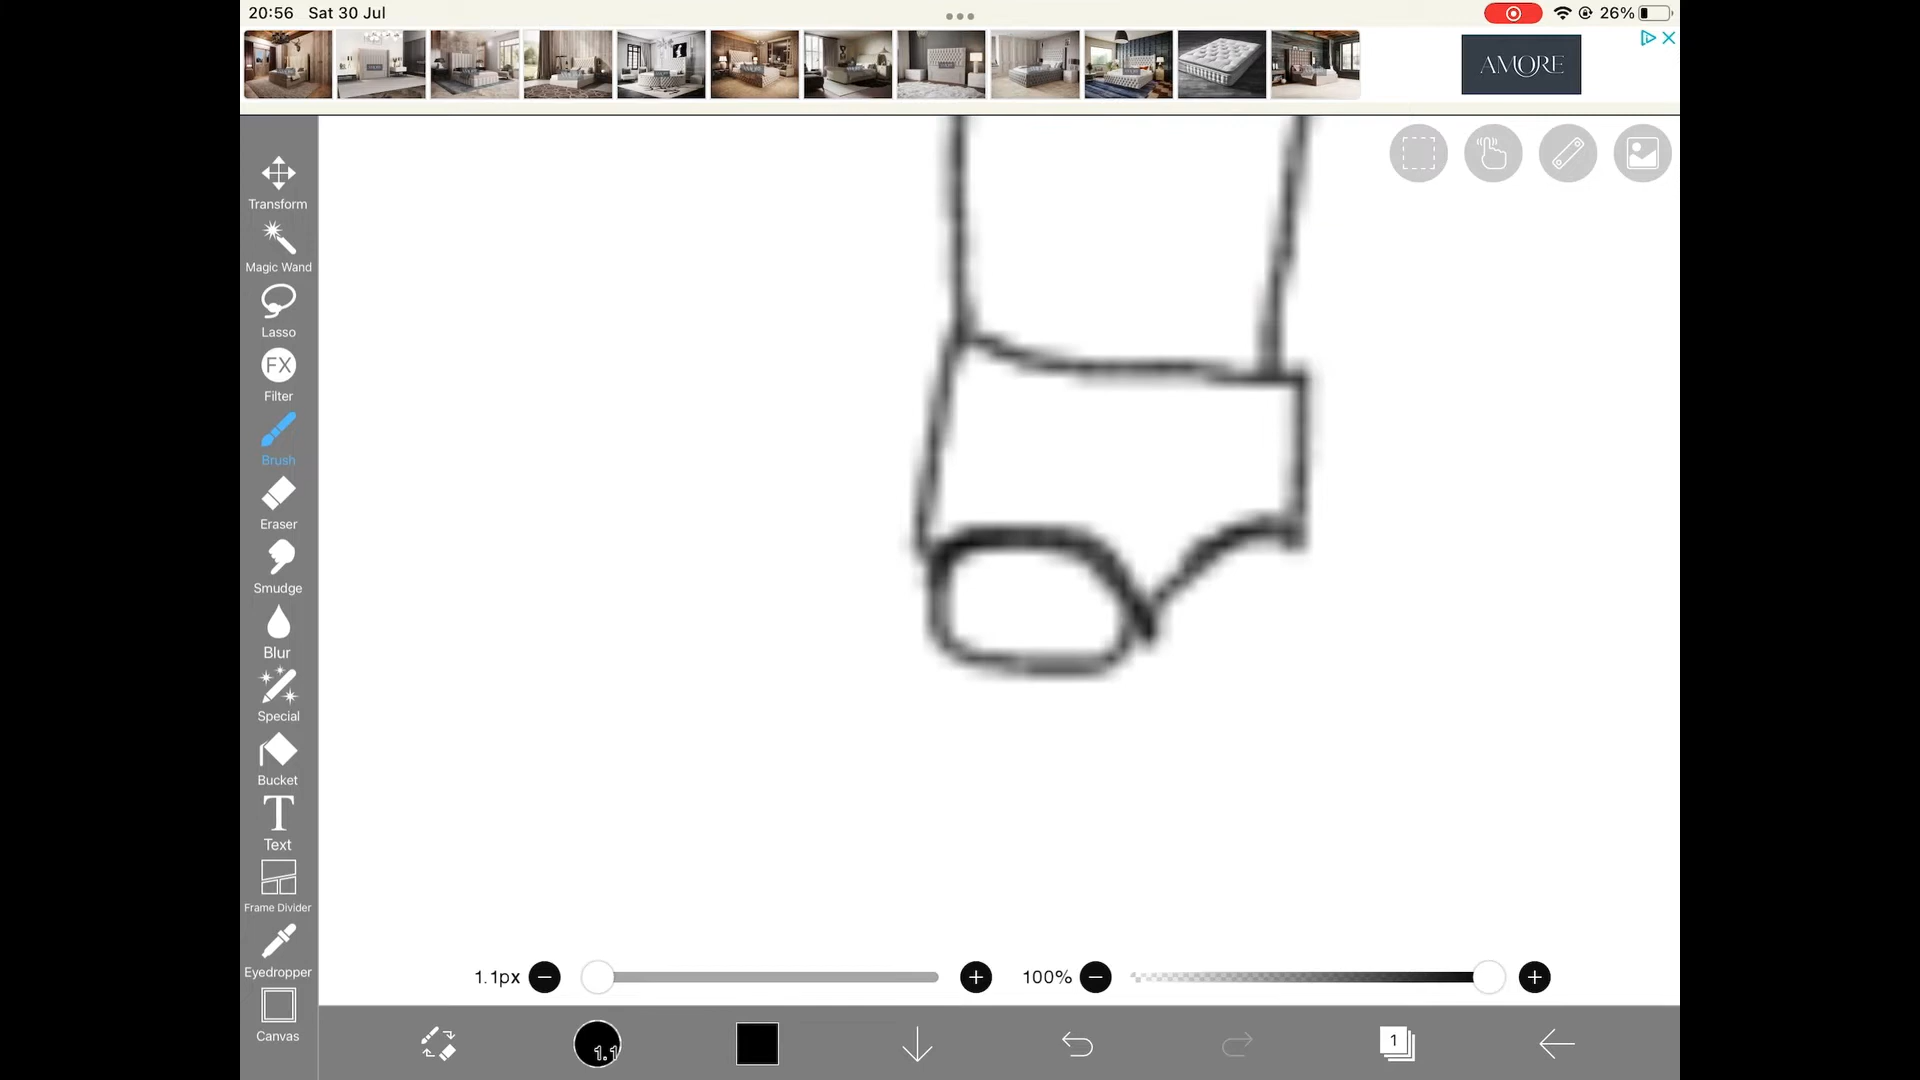 20:56 Sat 30 Jul
26%
AMORE
Transform
Magic Wand
Lasso
FX
Filter
Brush
Eraser
Smudge
Blur
Special
Bucket
T
Text
Frame Divider
Eyedropper
Canvas
1.1px
100%
1.1
1